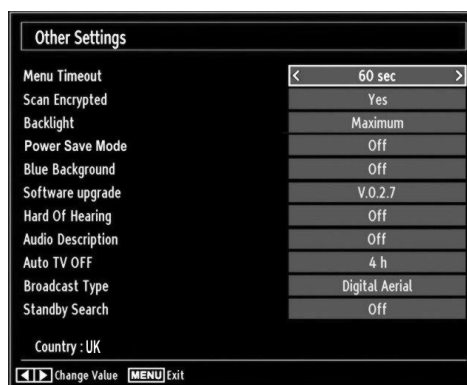 Other Settings
Menu Timeout < 60 sec >
Scan Encrypted Yes
Backlight Maximum
Power Save Mode Off
Blue Background Off
Software upgrade V.0.2.7
Hard Of Hearing Off
Audio Description Off
Auto TV OFF 4 h
Broadcast Type Digital Aerial
Standby Search Off
Country : UK
Change Value MENU Exit